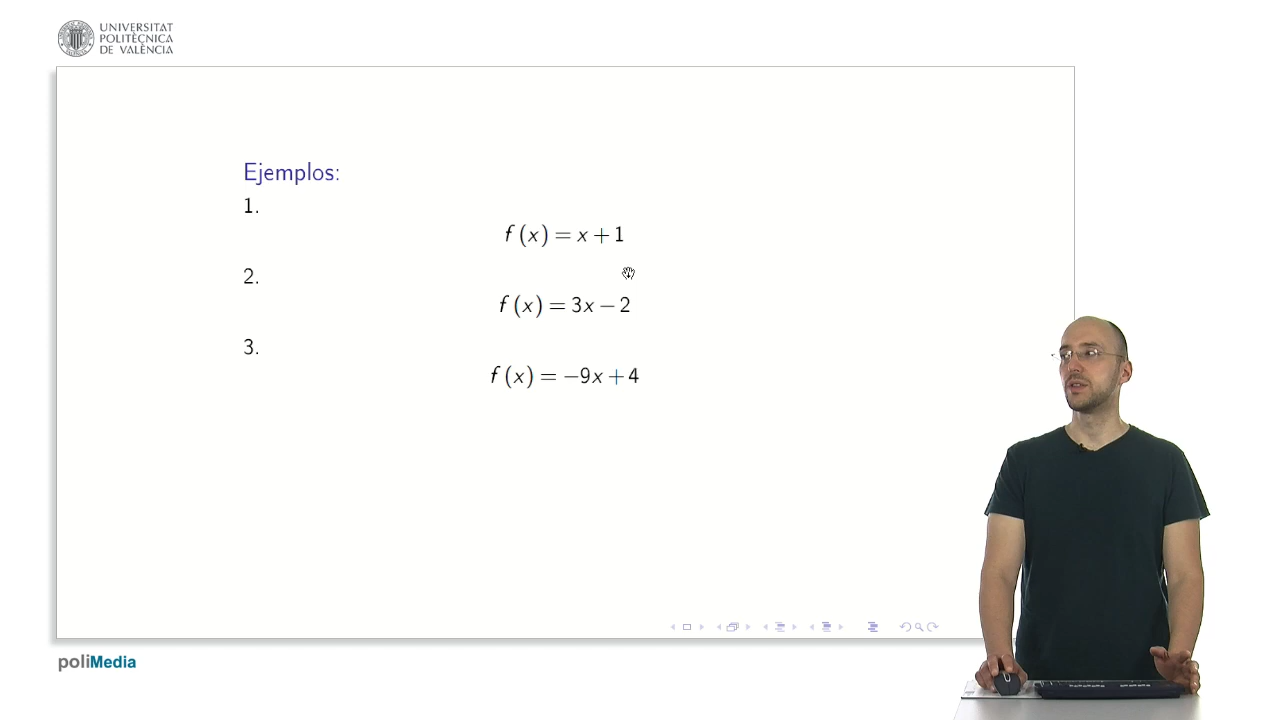 UNIVERSITAT
POLITÈCNICA
DE VALÈNCIA
Ejemplos:
1.
f (x) = x + 1
2.
f (x) = 3x − 2
3.
f (x) = −9x + 4
poliMedia